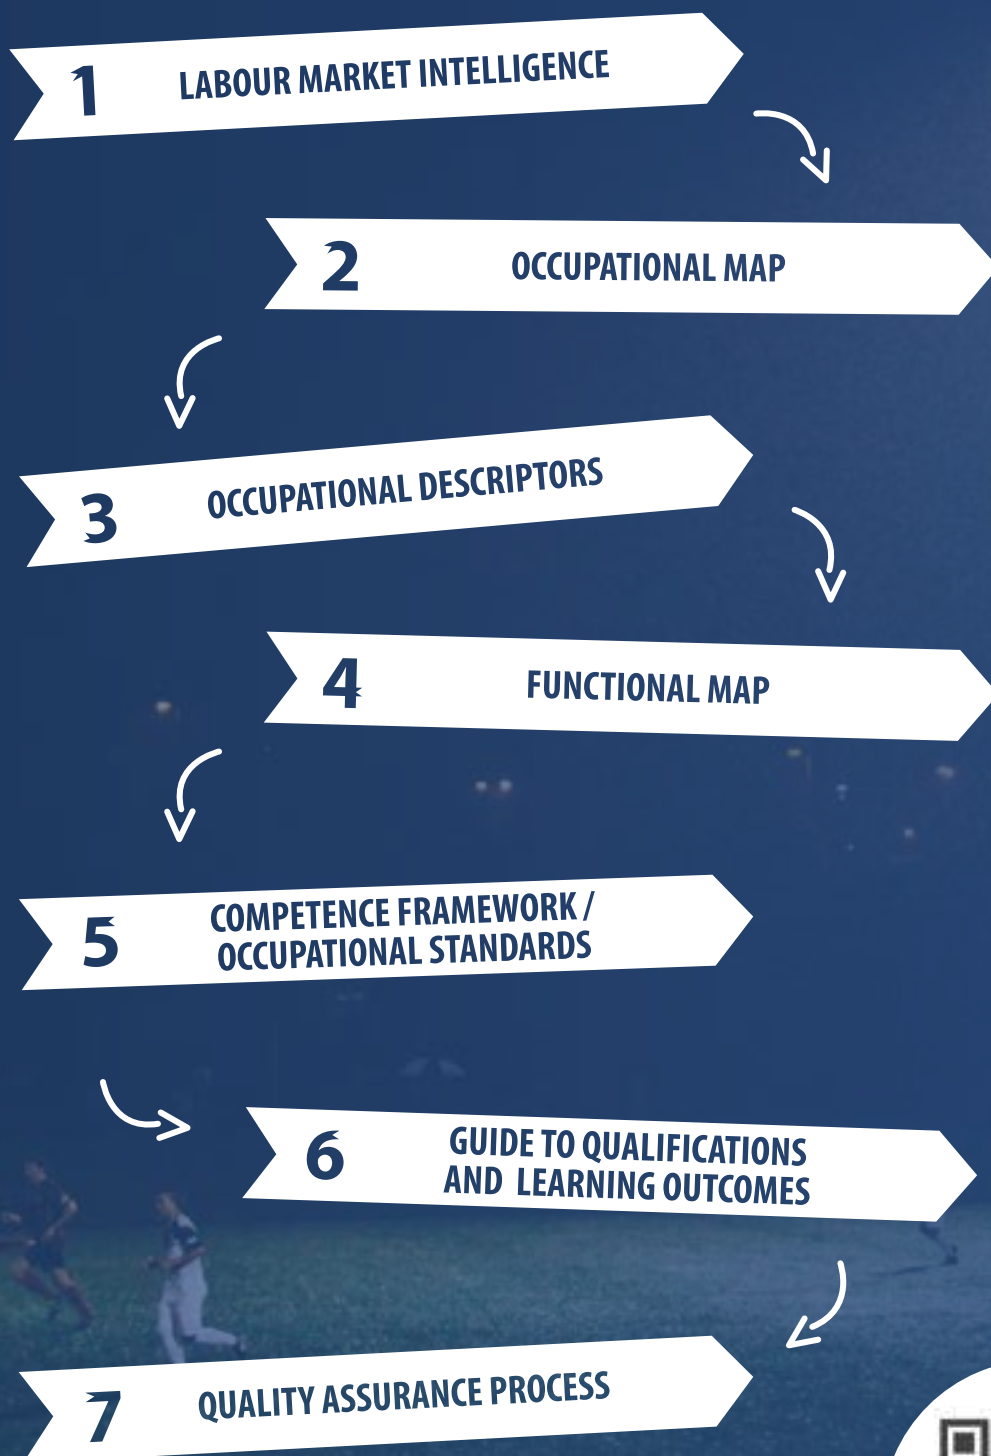 1 LABOUR MARKET INTELLIGENCE
2 OCCUPATIONAL MAP
3 OCCUPATIONAL DESCRIPTORS
4 FUNCTIONAL MAP
5 COMPETENCE FRAMEWORK /
OCCUPATIONAL STANDARDS
6 GUIDE TO QUALIFICATIONS
AND LEARNING OUTCOMES
7 QUALITY ASSURANCE PROCESS